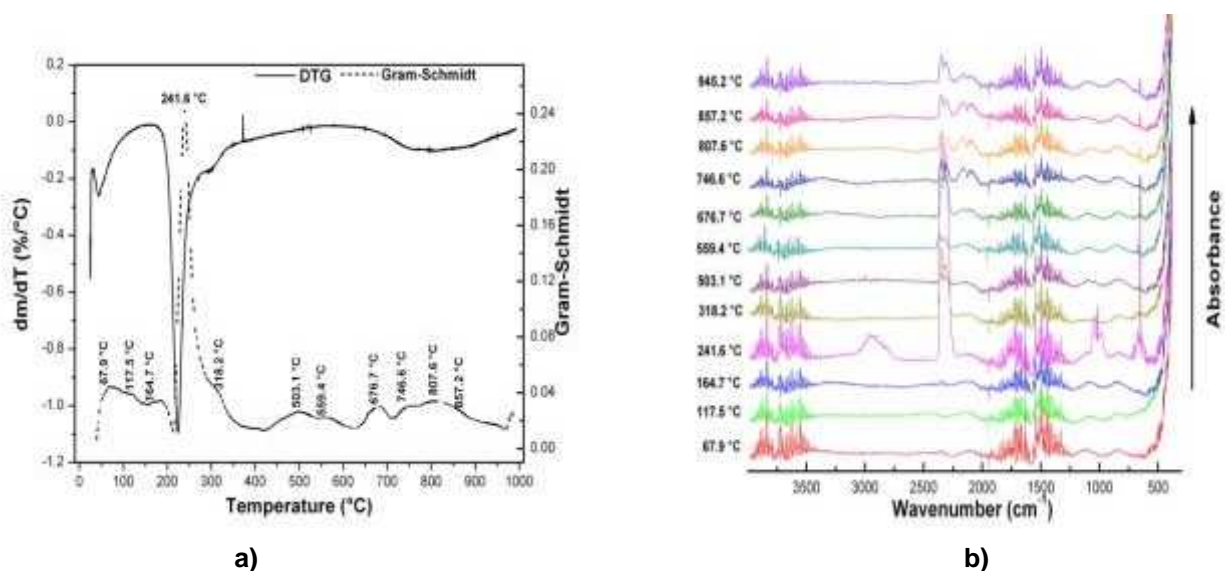 DTG
Gram-Schmidt
241.6 °C
0.2
0.0
-0.2
-0.4
-0.6
-0.8
-1.0
-1.2
dm/dT (%/°C)
0.24
0.20
0.16
0.12
0.08
0.04
0.00
Gram-Schmidt
67.9 °C
117.5 °C
164.7 °C
318.2 °C
503.1 °C
559.4 °C
676.7 °C
746.6 °C
807.6 °C
857.2 °C
0 100 200 300 400 500 600 700 800 900 1000
Temperature (°C)
a)
945.2 °C
857.2 °C
807.6 °C
746.6 °C
676.7 °C
559.4 °C
503.1 °C
318.2 °C
241.6 °C
164.7 °C
117.5 °C
67.9 °C
Absorbance
3500 3000 2500 2000 1500 1000 500
Wavenumber (cm⁻¹)
b)